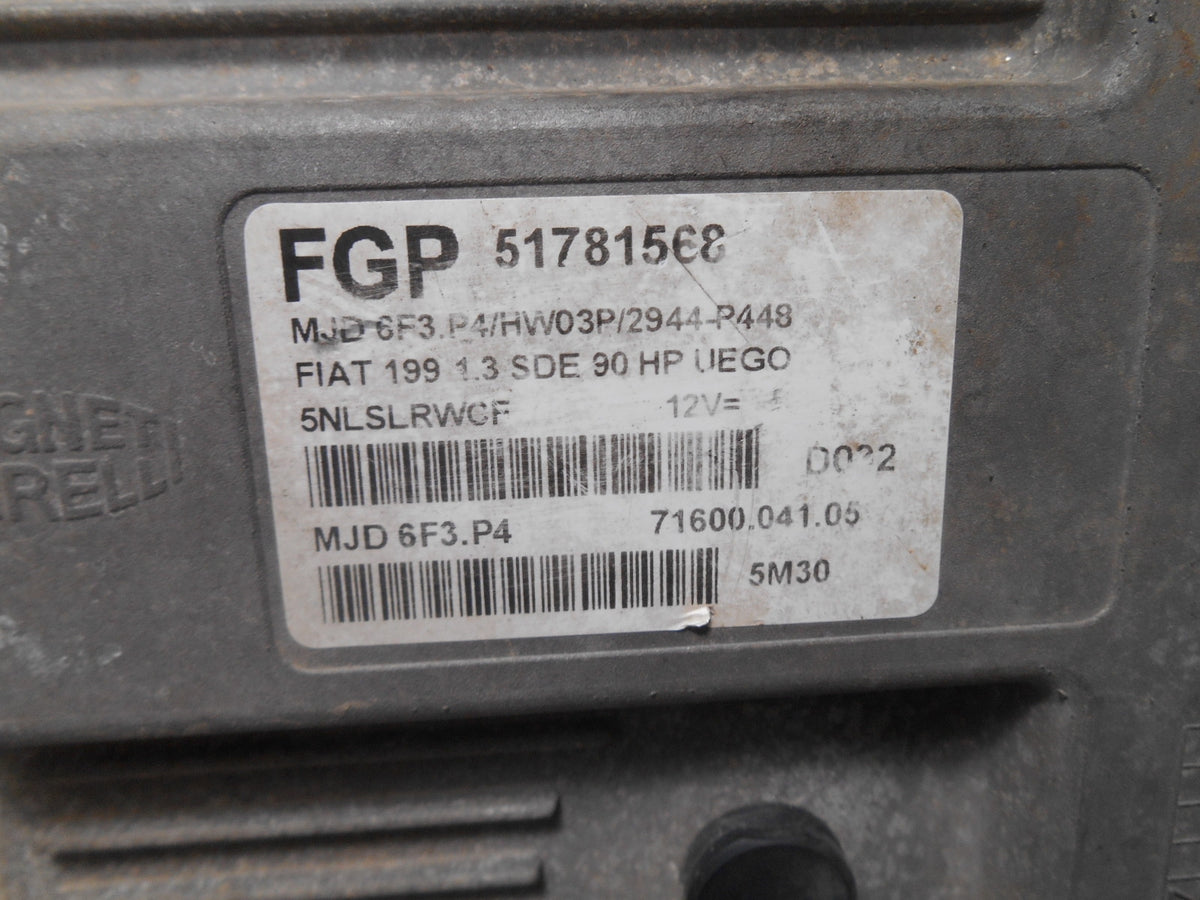 FGP 51781568
MJD 6F3.P4/HW03P/2944-P448
FIAT 199 1.3 SDE 90 HP UEGO
5NLSLRWCF 12V=
MJD 6F3.P4 71600.041.05
5M30